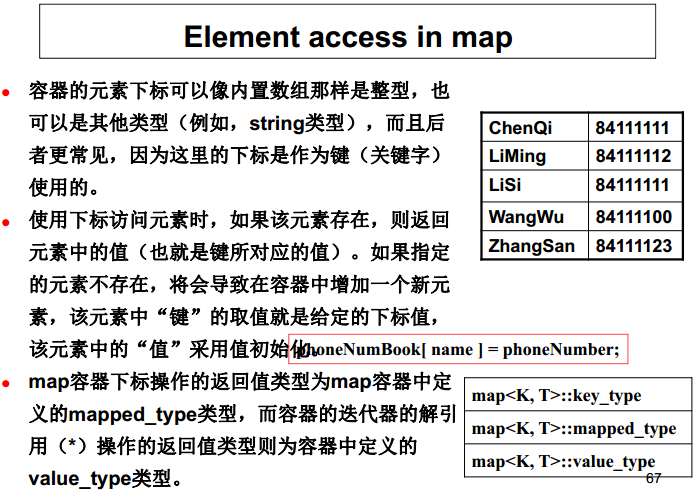 Element access in map
容器的元素下标可以像内置数组那样是整型，也
可以是其他类型（例如，string类型），而且后
者更常见，因为这里的下标是作为键（关键字）
使用的。
使用下标访问元素时，如果该元素存在，则返回
元素中的值（也就是键所对应的值）。如果指定
的元素不存在，将会导致在容器中增加一个新元
素，该元素中“键”的取值就是给定的下标值，
该元素中的“值”采用值初始化。
phoneNumBook[ name ] = phoneNumber;
map容器下标操作的返回值类型为map容器中定
义的mapped_type类型，而容器的迭代器的解引
用（*）操作的返回值类型则为容器中定义的
value_type类型。
ChenQi 84111111
LiMing 84111112
LiSi 84111111
WangWu 84111100
ZhangSan 84111123
map<K, T>::key_type
map<K, T>::mapped_type
map<K, T>::value_type
67